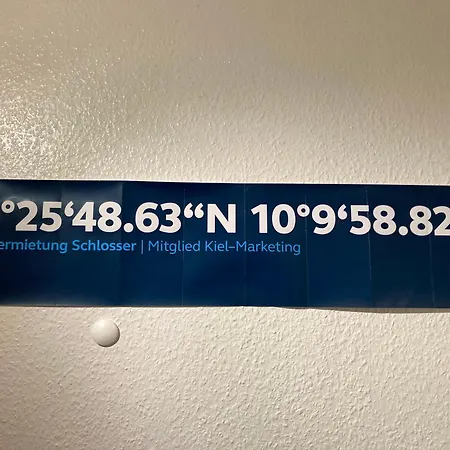 °25‘48.63“N 10°9‘58.82
ermietung Schlosser | Mitglied Kiel–Marketing